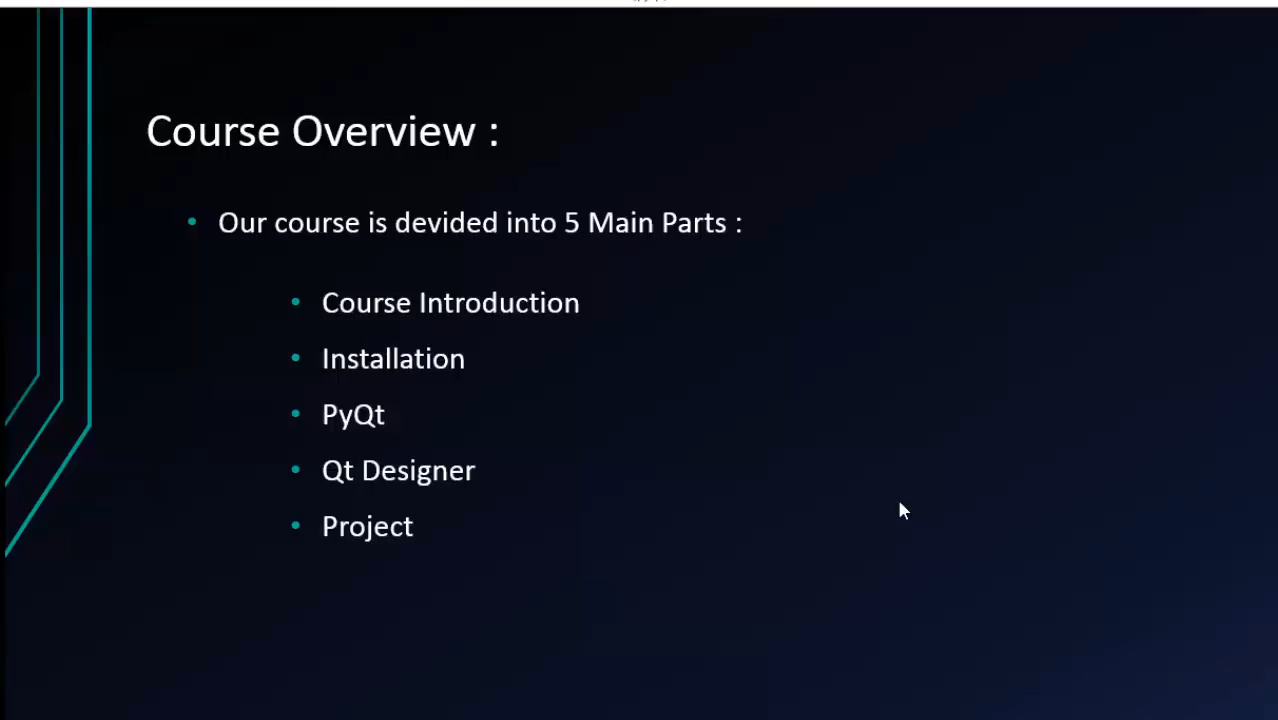 Course Overview :
Our course is devided into 5 Main Parts :
Course Introduction
Installation
PyQt
Qt Designer
Project